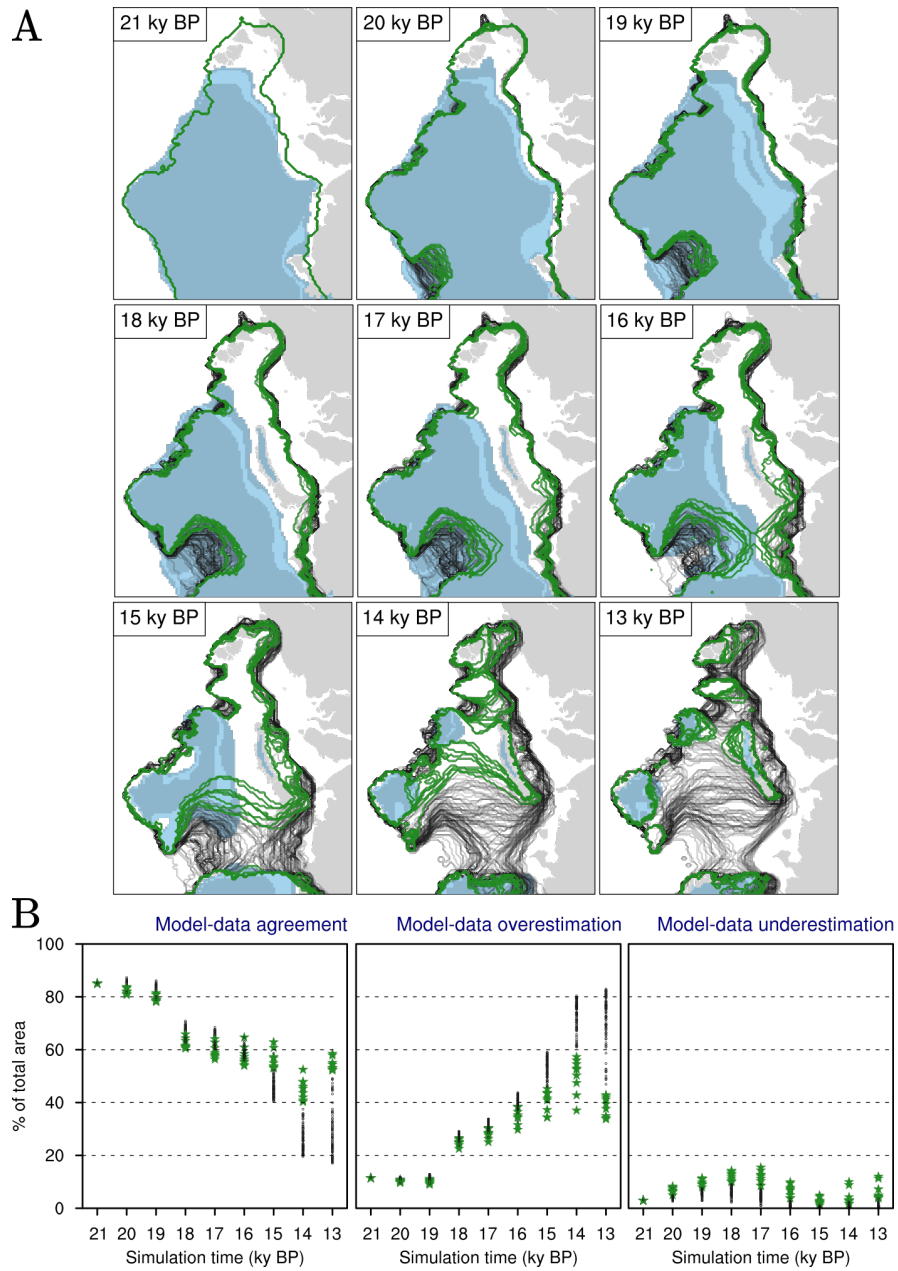 A
21 ky BP
20 ky BP
19 ky BP
18 ky BP
17 ky BP
16 ky BP
15 ky BP
14 ky BP
13 ky BP
B
Model-data agreement
Model-data overestimation
Model-data underestimation
% of total area
100
80
60
40
20
0
21 20 19 18 17 16 15 14 13
21 20 19 18 17 16 15 14 13
21 20 19 18 17 16 15 14 13
Simulation time (ky BP)
Simulation time (ky BP)
Simulation time (ky BP)